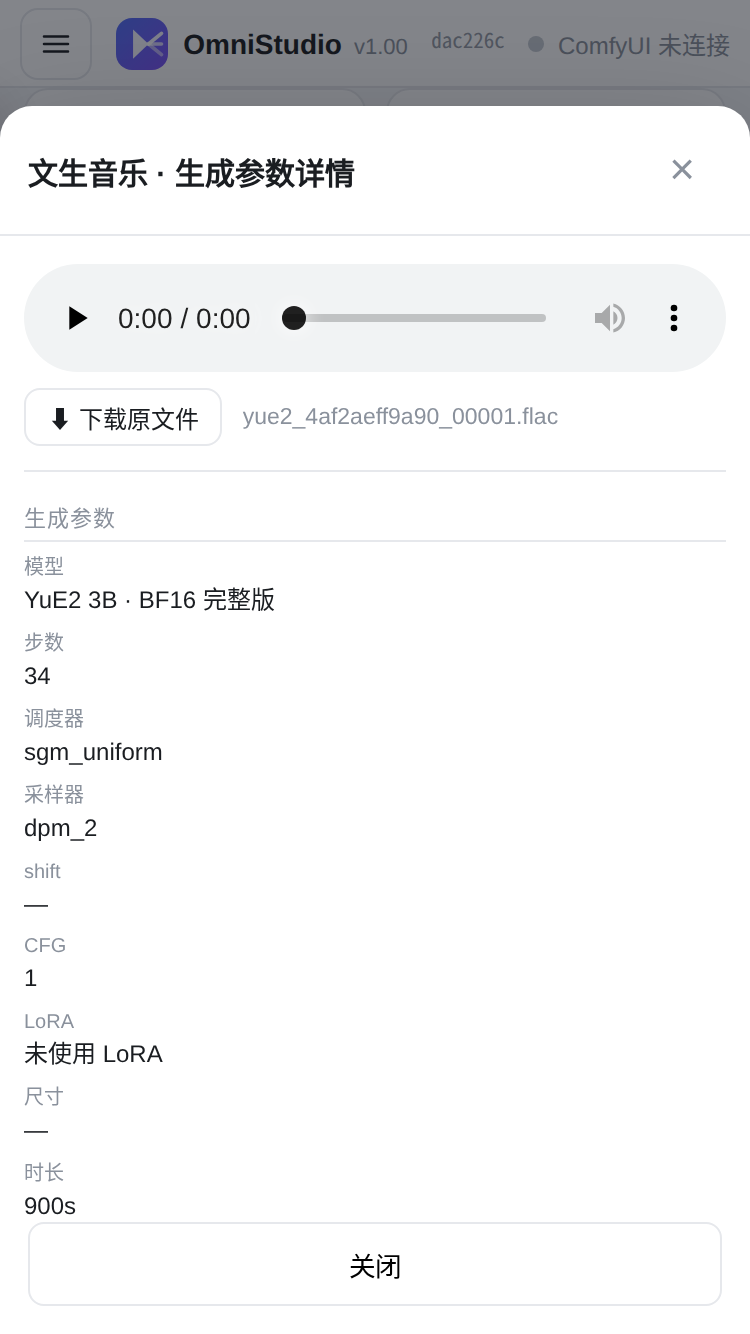 OmniStudio v1.00 dac226c ComfyUI 未连接
文生音乐 · 生成参数详情
0:00 / 0:00
下载原文件 yue2_4af2aeff9a90_00001.flac
生成参数
模型
YuE2 3B · BF16 完整版
步数
34
调度器
sgm_uniform
采样器
dpm_2
shift
—
CFG
1
LoRA
未使用 LoRA
尺寸
—
时长
900s
关闭